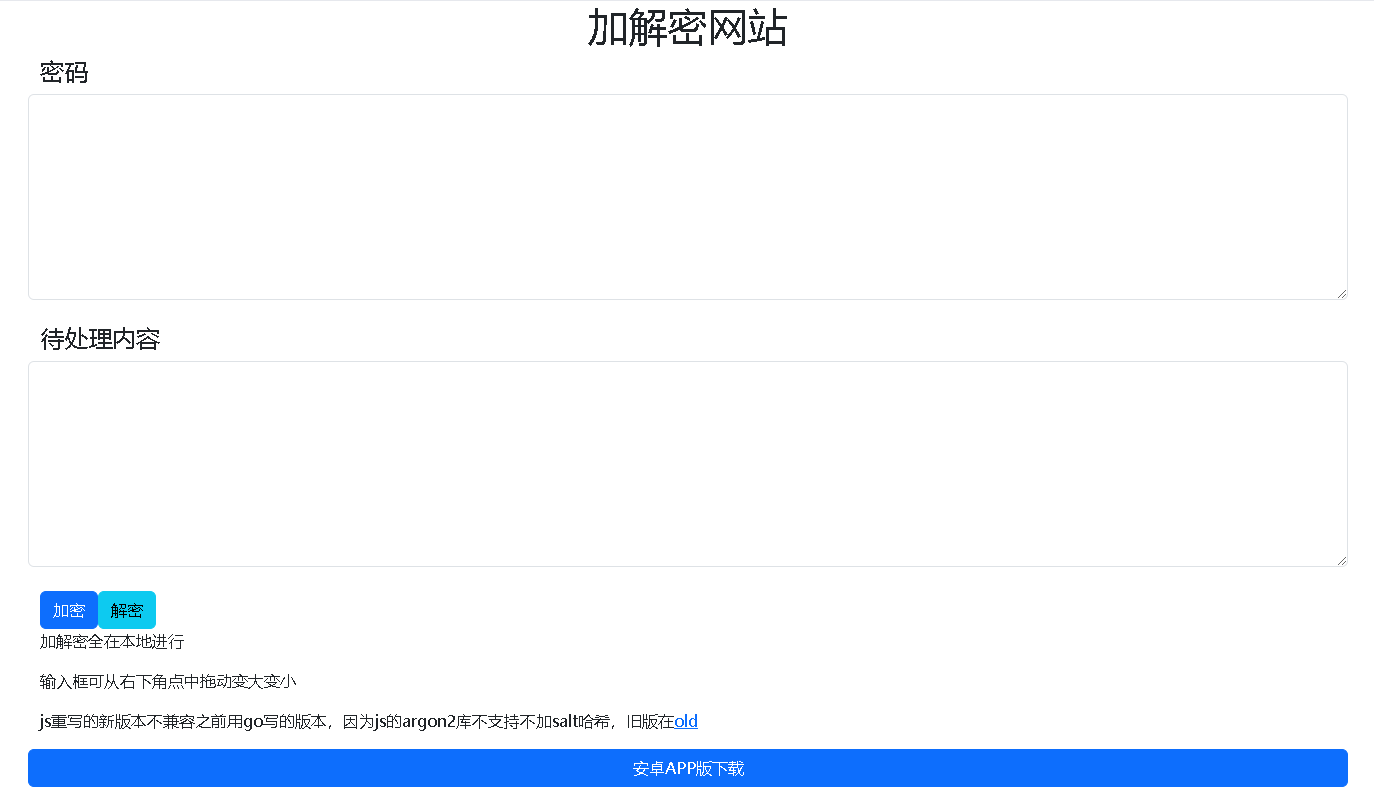 加解密网站
密码
待处理内容
加密 解密
加解密全在本地进行
输入框可从右下角点中拖动变大变小
js重写的新版本不兼容之前用go写的版本，因为js的argon2库不支持不加salt哈希，旧版在old
安卓APP版下载